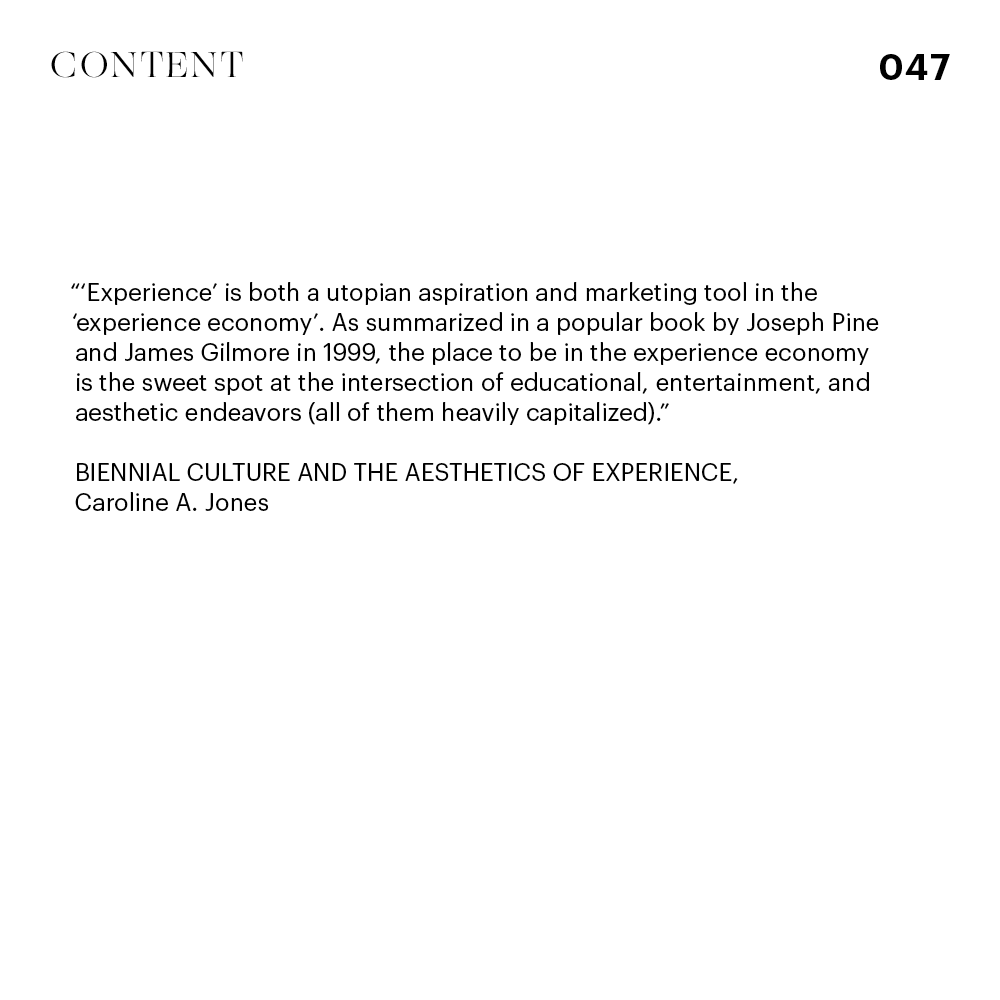 CONTENT
047
“‘Experience’ is both a utopian aspiration and marketing tool in the
‘experience economy’. As summarized in a popular book by Joseph Pine
and James Gilmore in 1999, the place to be in the experience economy
is the sweet spot at the intersection of educational, entertainment, and
aesthetic endeavors (all of them heavily capitalized).”
BIENNIAL CULTURE AND THE AESTHETICS OF EXPERIENCE,
Caroline A. Jones